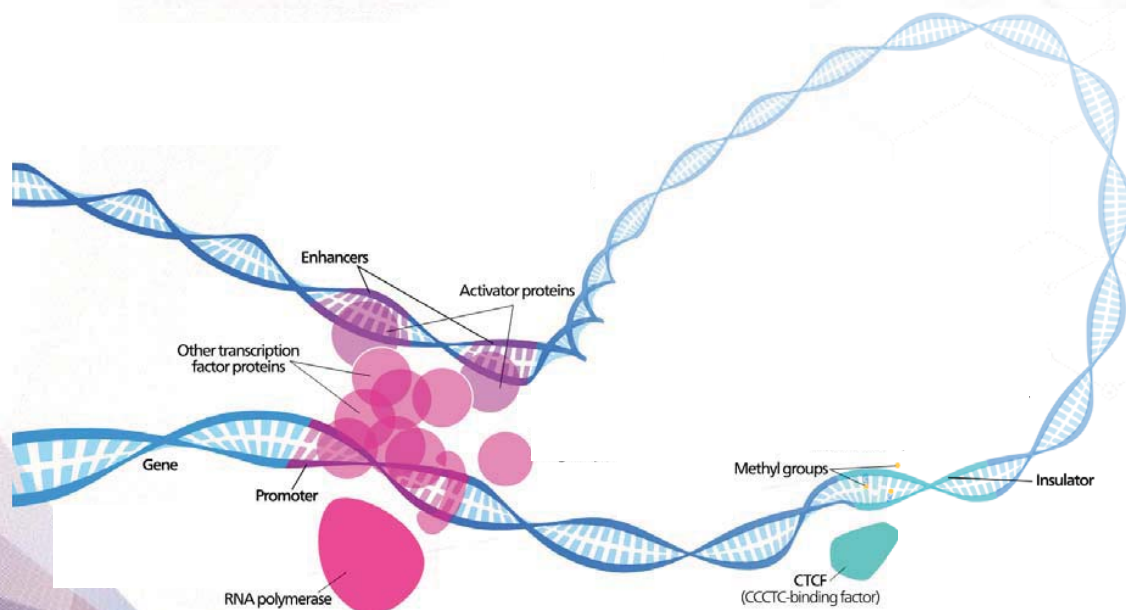 Enhancers
Activator proteins
Other transcription
factor proteins
Gene
Promoter
Methyl groups
Insulator
CTCF
(CCCTC-binding factor)
RNA polymerase